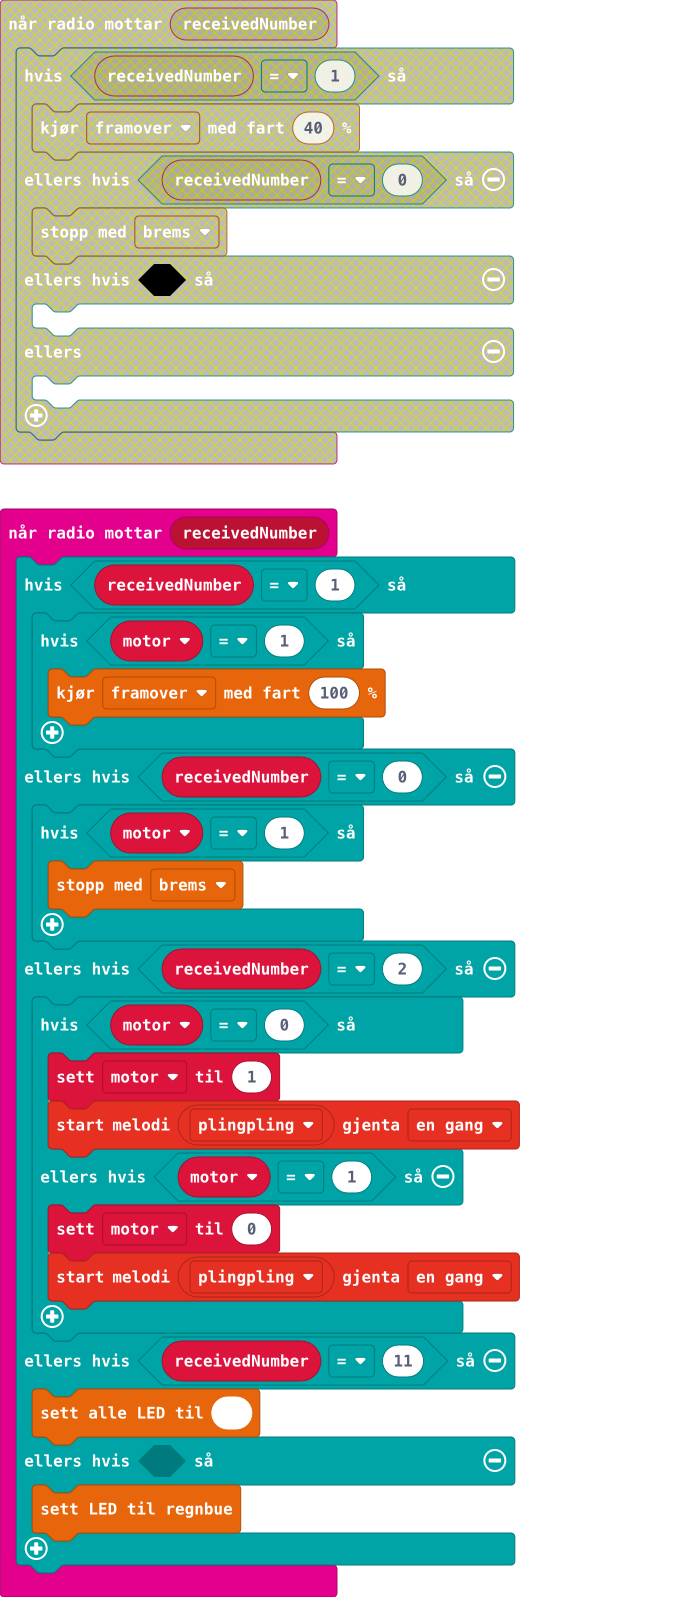 når radio mottar receivedNumber
hvis receivedNumber = 1 så
kjør framover med fart 40 %
ellers hvis receivedNumber = 0 så
stopp med brems
ellers hvis så
ellers
når radio mottar receivedNumber
hvis receivedNumber = 1 så
hvis motor = 1 så
kjør framover med fart 100 %
ellers hvis receivedNumber = 0 så
hvis motor = 1 så
stopp med brems
ellers hvis receivedNumber = 2 så
hvis motor = 0 så
sett motor til 1
start melodi plingpling gjenta en gang
ellers hvis motor = 1 så
sett motor til 0
start melodi plingpling gjenta en gang
ellers hvis receivedNumber = 11 så
sett alle LED til
ellers hvis så
sett LED til regnbue